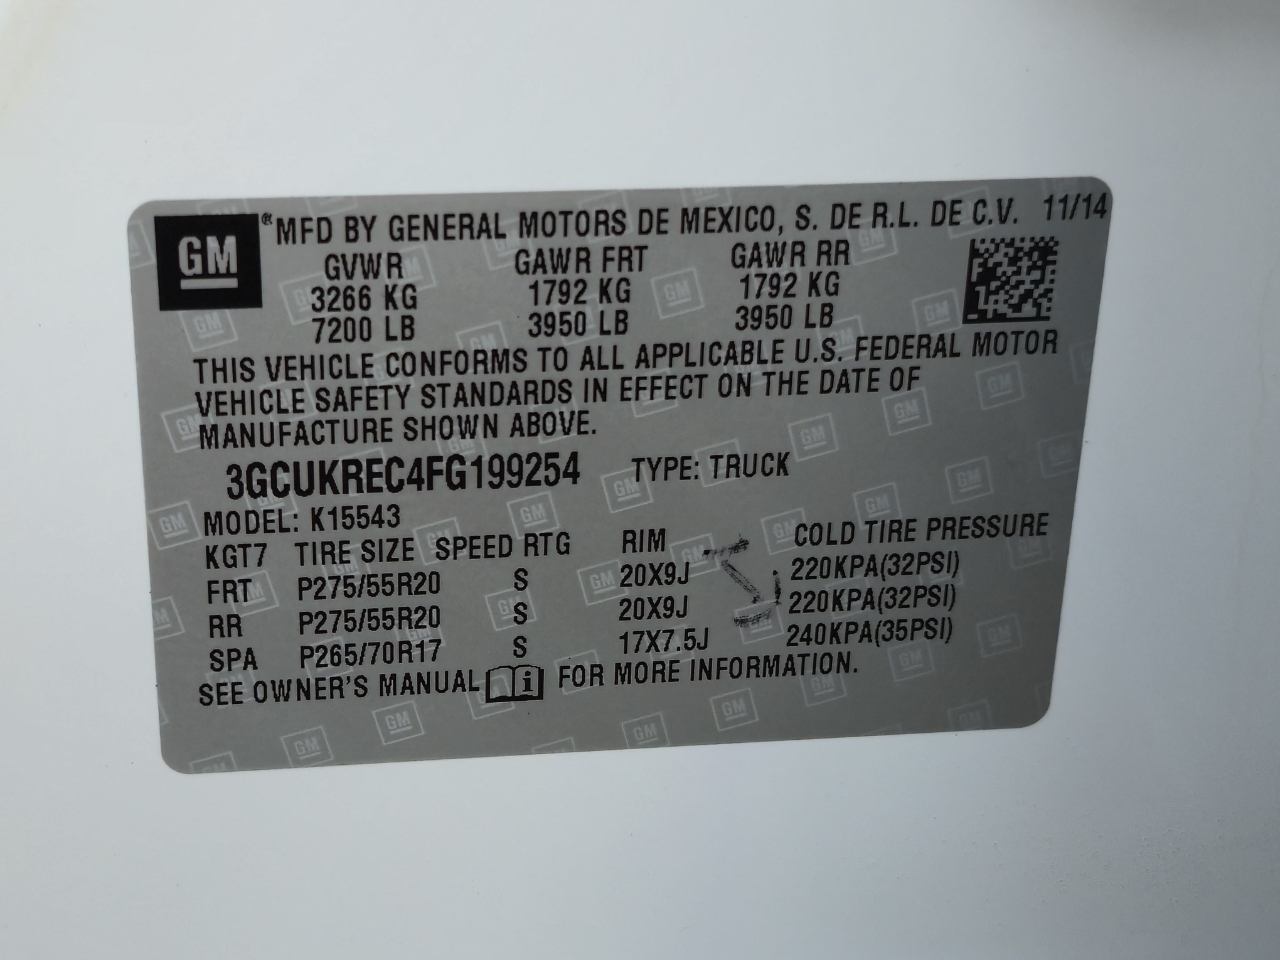 GM ® MFD BY GENERAL MOTORS DE MEXICO, S. DE R.L. DE C.V. 11/14
GVWR GAWR FRT GAWR RR
3266 KG 1792 KG 1792 KG
7200 LB 3950 LB 3950 LB
THIS VEHICLE CONFORMS TO ALL APPLICABLE U.S. FEDERAL MOTOR
VEHICLE SAFETY STANDARDS IN EFFECT ON THE DATE OF
MANUFACTURE SHOWN ABOVE.
3GCUKREC4FG199254 TYPE: TRUCK
MODEL: K15543
KGT7 TIRE SIZE SPEED RTG RIM COLD TIRE PRESSURE
FRT P275/55R20 S 20X9J 220KPA(32PSI)
RR P275/55R20 S 20X9J 220KPA(32PSI)
SPA P265/70R17 S 17X7.5J 240KPA(35PSI)
SEE OWNER'S MANUAL i FOR MORE INFORMATION.